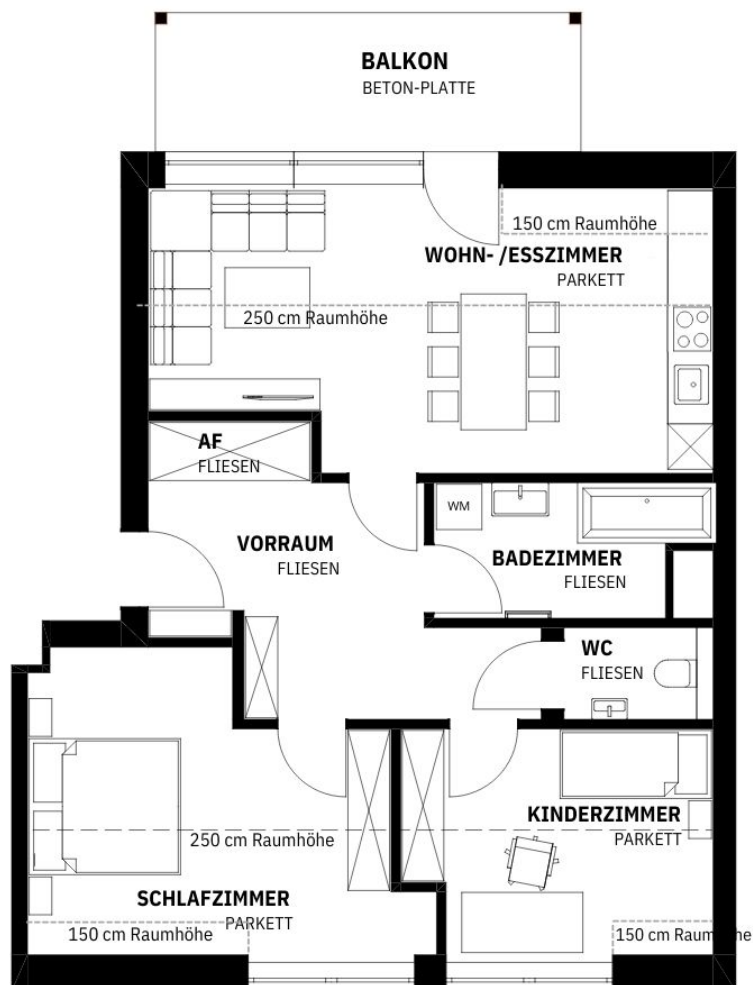 BALKON
BETON-PLATTE
150 cm Raumhöhe
WOHN- /ESSZIMMER
PARKETT
250 cm Raumhöhe
AF
FLIESEN
WM
VORRAUM
FLIESEN
BADEZIMMER
FLIESEN
WC
FLIESEN
KINDERZIMMER
PARKETT
250 cm Raumhöhe
SCHLAFZIMMER
PARKETT
150 cm Raumhöhe
150 cm Raumhöhe